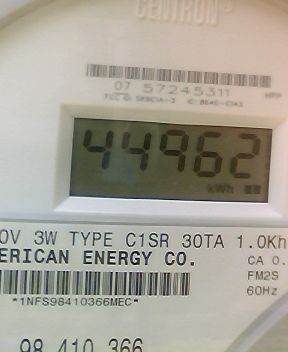 CENTRON
07 57245311
44962
kWh
0V 3W TYPE C1SR 30TA 1.0Kh
ERICAN ENERGY CO.
CA 0.
FM2S
*1NFS98410366MEC*
60Hz
98 410 366